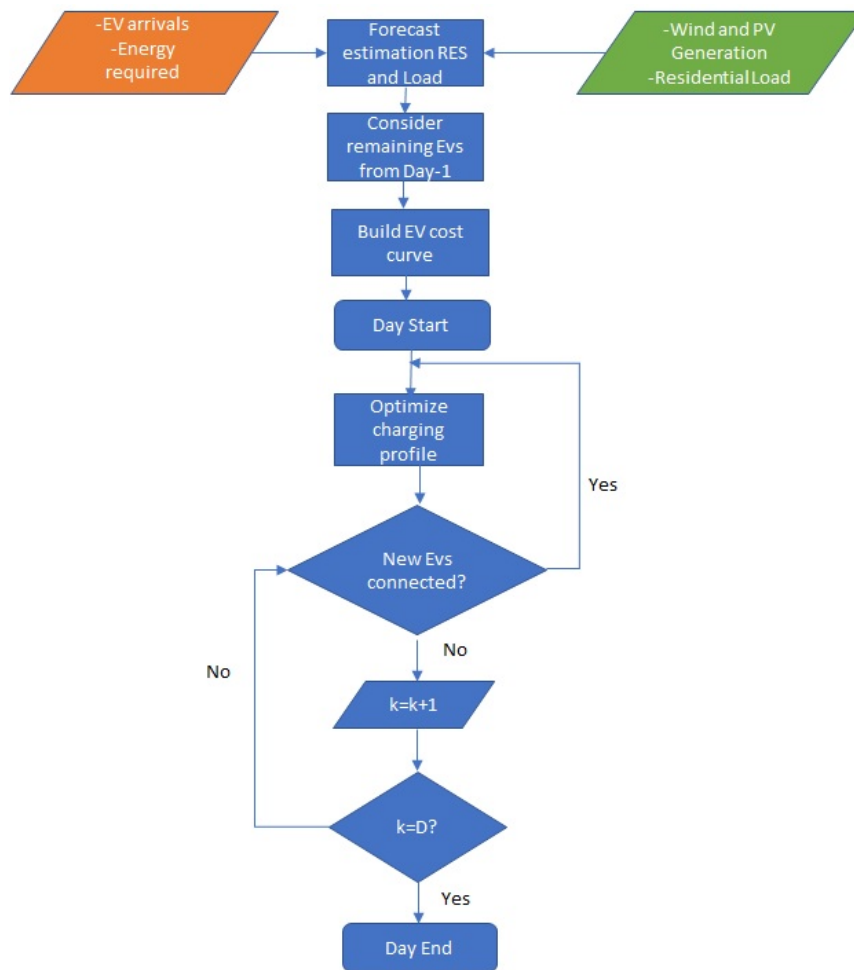 -EV arrivals
-Energy
required
Forecast
estimation RES
and Load
-Wind and PV
Generation
-Residential Load
Consider
remaining Evs
from Day-1
Build EV cost
curve
Day Start
Optimize
charging
profile
Yes
New Evs
connected?
No
No
k=k+1
k=D?
Yes
Day End